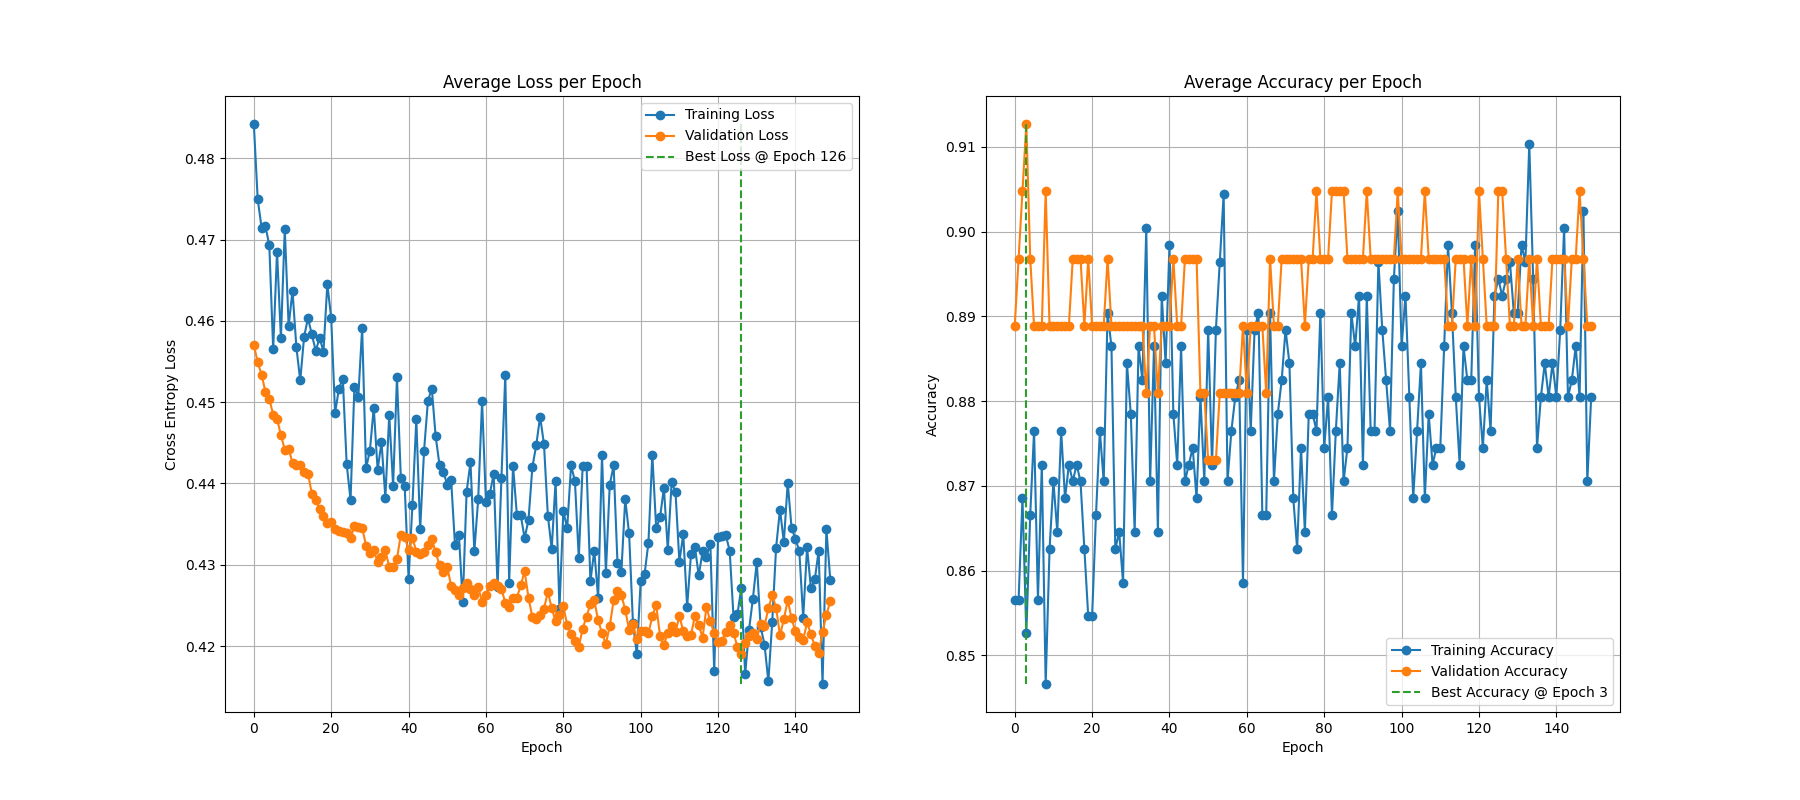 Average Loss per Epoch
Training Loss
Validation Loss
Best Loss @ Epoch 126
0.48
0.47
0.46
0.45
0.44
0.43
0.42
Cross Entropy Loss
0
20
40
60
80
100
120
140
Epoch
Average Accuracy per Epoch
0.91
0.90
0.89
0.88
0.87
0.86
0.85
Accuracy
Training Accuracy
Validation Accuracy
Best Accuracy @ Epoch 3
0
20
40
60
80
100
120
140
Epoch